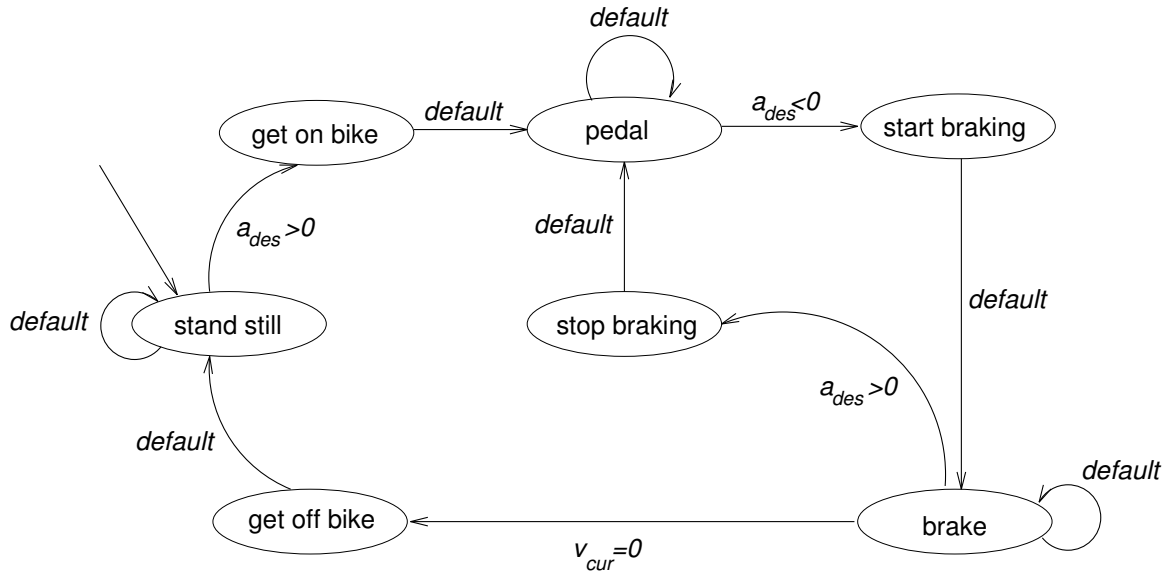 default
get on bike
default
pedal
a_des<0
start braking
a_des >0
default
default
default
stand still
stop braking
a_des >0
default
default
get off bike
brake
v_cur=0